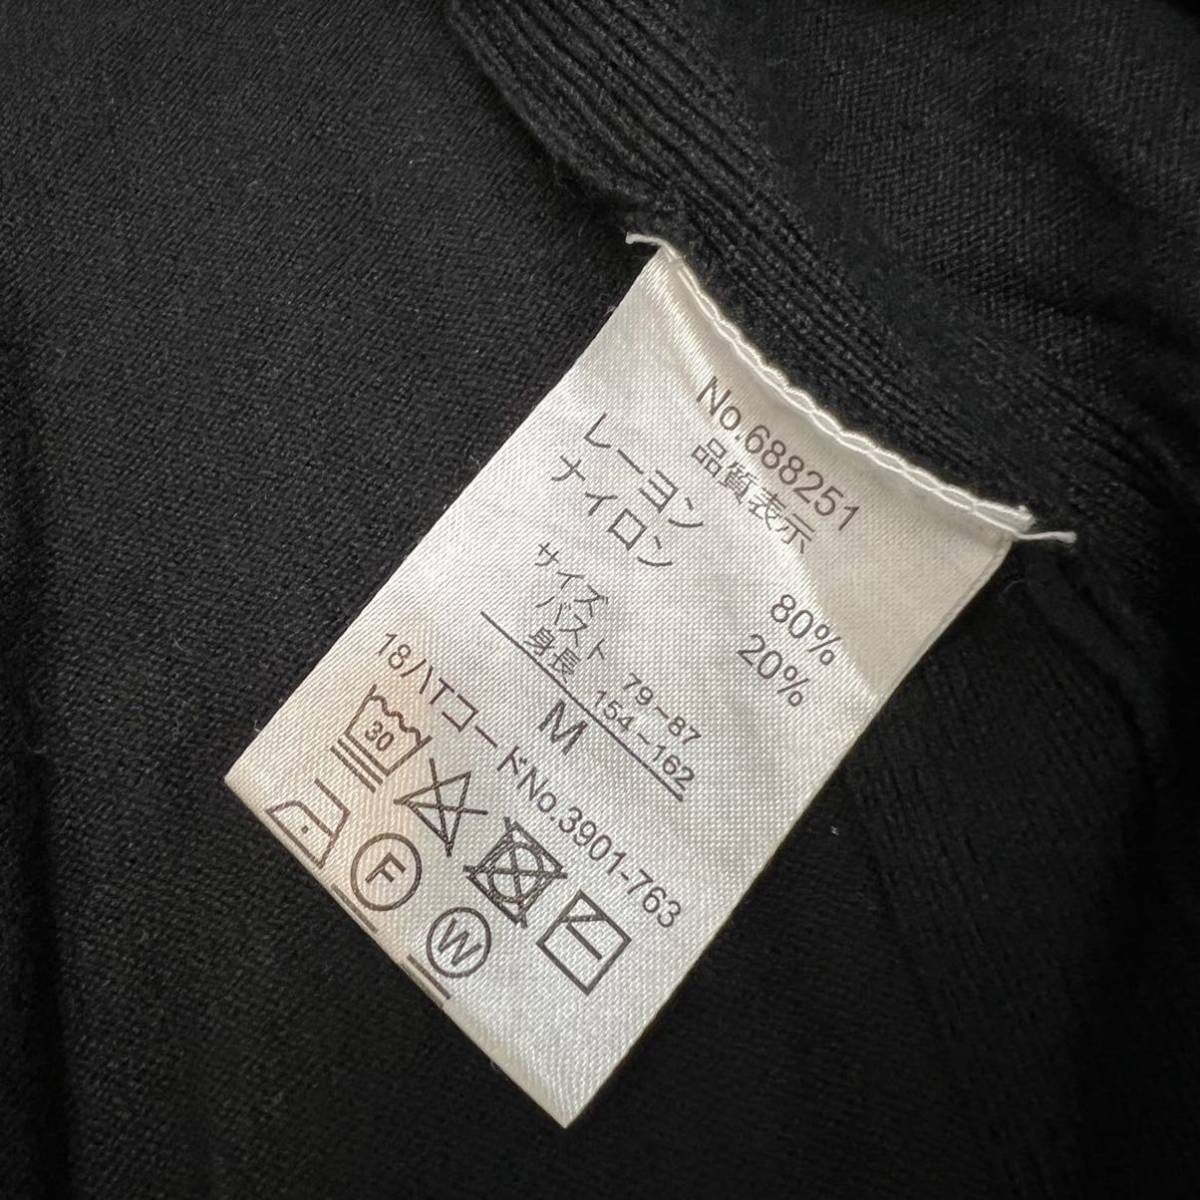 No.688251
品質表示
レーヨン 80%
ナイロン 20%
サイズ
バスト 79~87
身長 154~162
M
18/ハTコードNo.3901-763
30
F
W